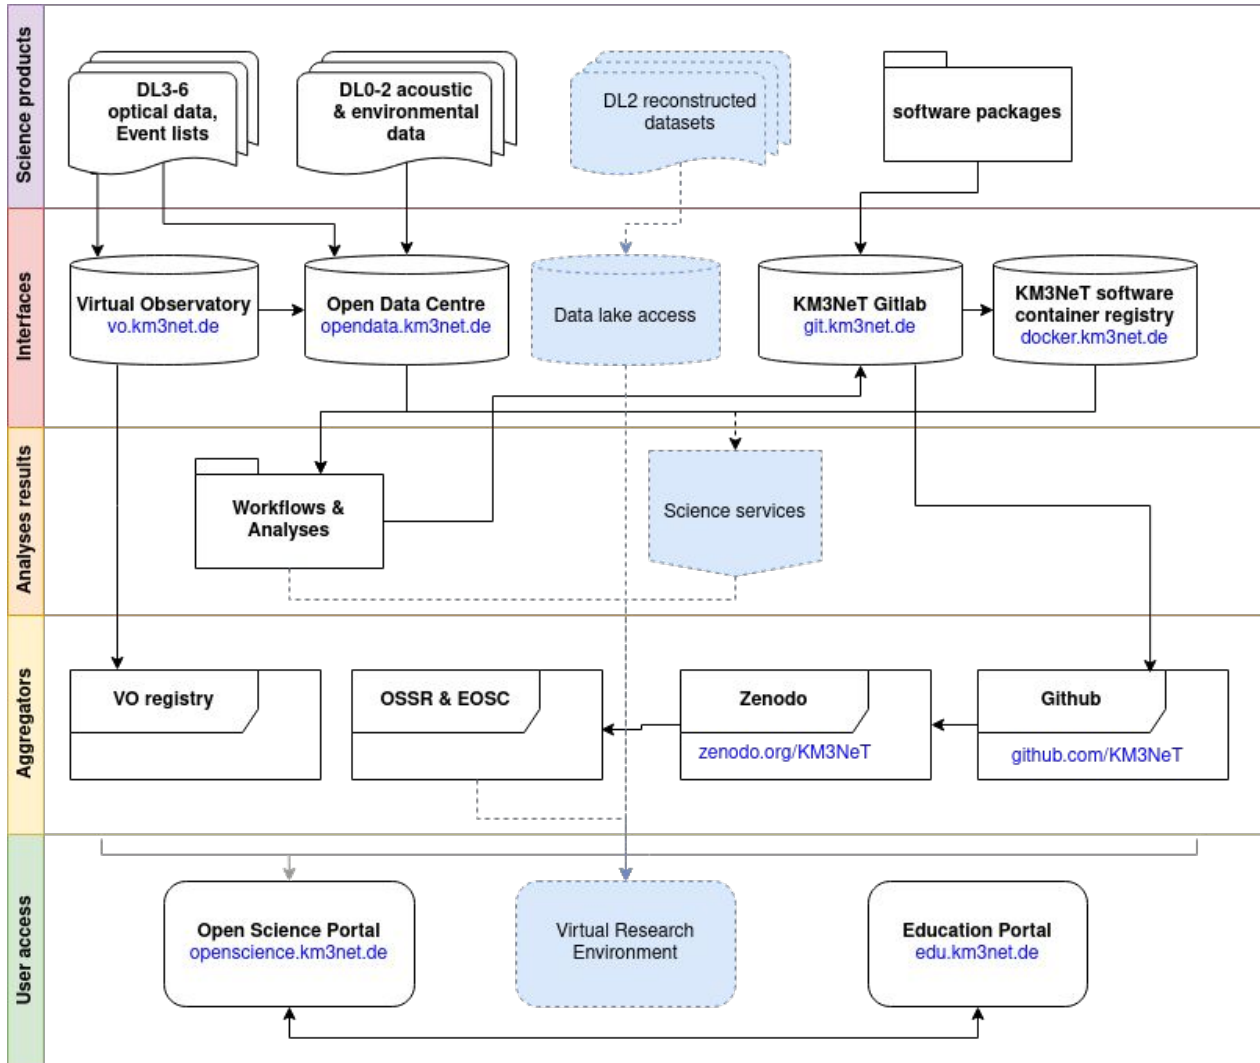 Science products
DL3-6
optical data,
Event lists
DL0-2 acoustic
& environmental
data
DL2 reconstructed
datasets
software packages
Interfaces
Virtual Observatory
vo.km3net.de
Open Data Centre
opendata.km3net.de
Data lake access
KM3NeT Gitlab
git.km3net.de
KM3NeT software
container registry
docker.km3net.de
Analyses results
Workflows &
Analyses
Science services
Aggregators
VO registry
OSSR & EOSC
Zenodo
zenodo.org/KM3NeT
Github
github.com/KM3NeT
User access
Open Science Portal
openscience.km3net.de
Virtual Research
Environment
Education Portal
edu.km3net.de